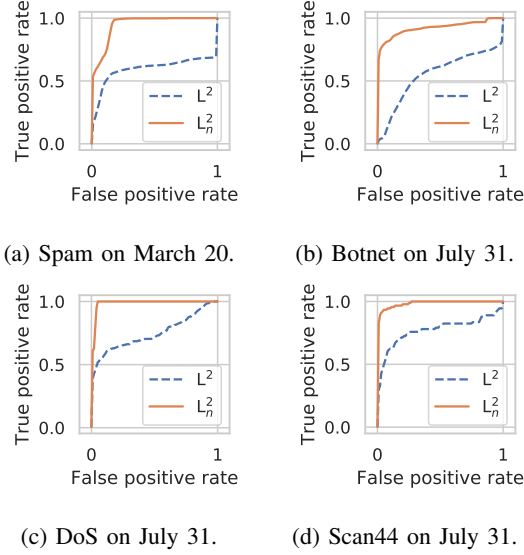 True positive rate
1.0
0.5
0.0
L²
L²ₙ
0
1
False positive rate
(a) Spam on March 20.
True positive rate
1.0
0.5
0.0
L²
L²ₙ
0
1
False positive rate
(b) Botnet on July 31.
True positive rate
1.0
0.5
0.0
L²
L²ₙ
0
1
False positive rate
(c) DoS on July 31.
True positive rate
1.0
0.5
0.0
L²
L²ₙ
0
1
False positive rate
(d) Scan44 on July 31.